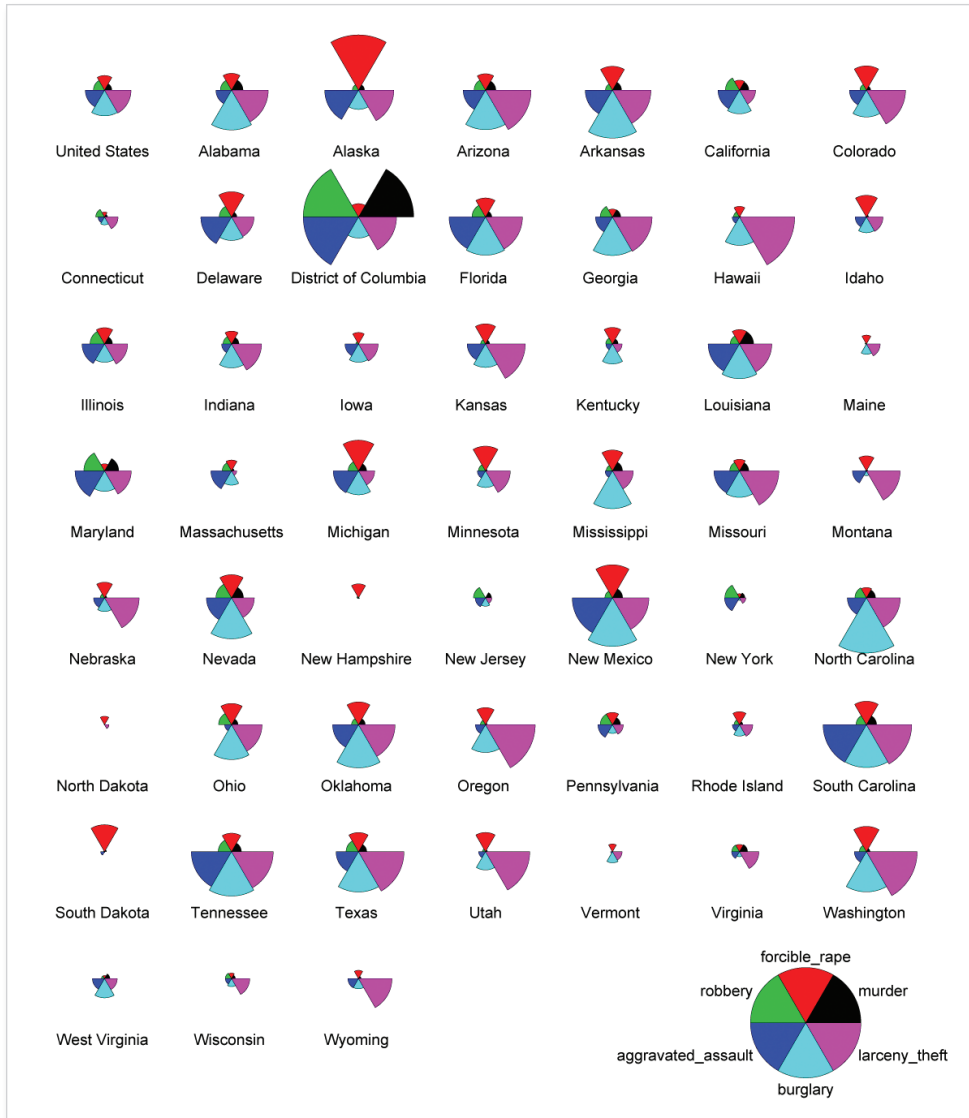 United States Alabama Alaska Arizona Arkansas California Colorado
Connecticut Delaware District of Columbia Florida Georgia Hawaii Idaho
Illinois Indiana Iowa Kansas Kentucky Louisiana Maine
Maryland Massachusetts Michigan Minnesota Mississippi Missouri Montana
Nebraska Nevada New Hampshire New Jersey New Mexico New York North Carolina
North Dakota Ohio Oklahoma Oregon Pennsylvania Rhode Island South Carolina
South Dakota Tennessee Texas Utah Vermont Virginia Washington
West Virginia Wisconsin Wyoming
forcible_rape
robbery murder
aggravated_assault larceny_theft
burglary